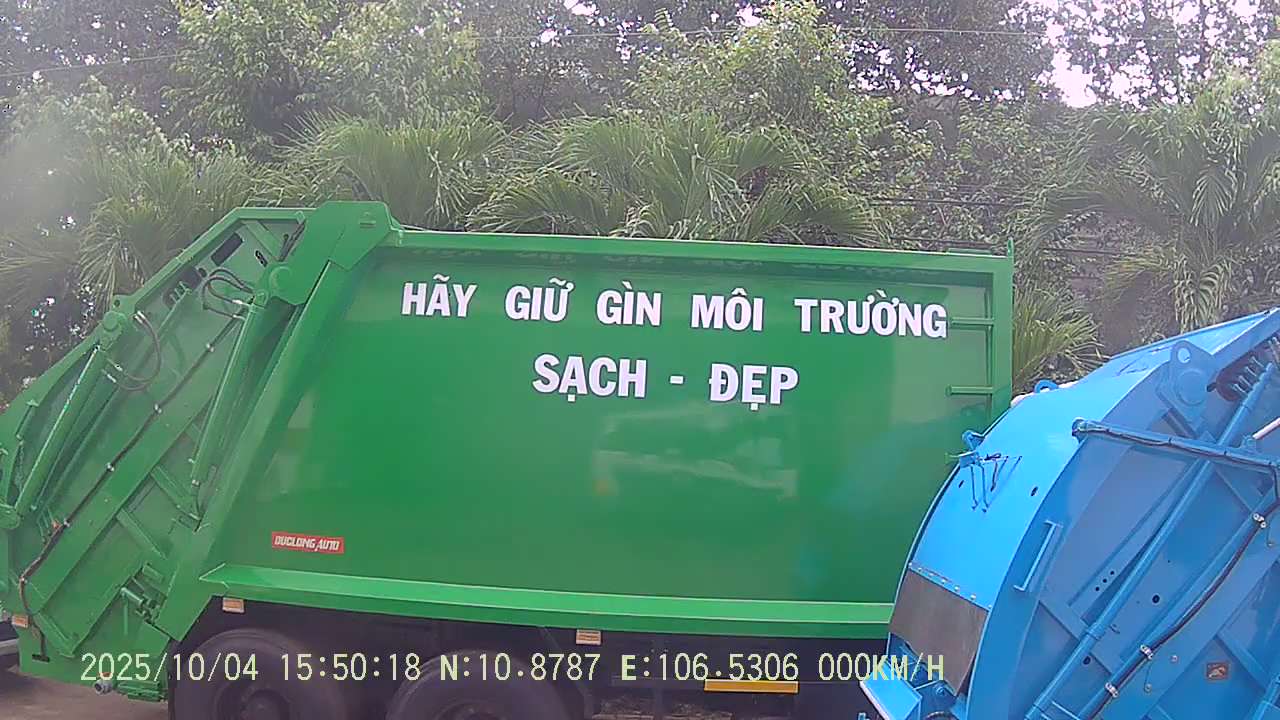 HÃY GIỮ GÌN MÔI TRƯỜNG
SẠCH - ĐẸP
DUCLONG AUTO
2025/10/04 15:50:18 N:10.8787 E:106.5306 000KM/H